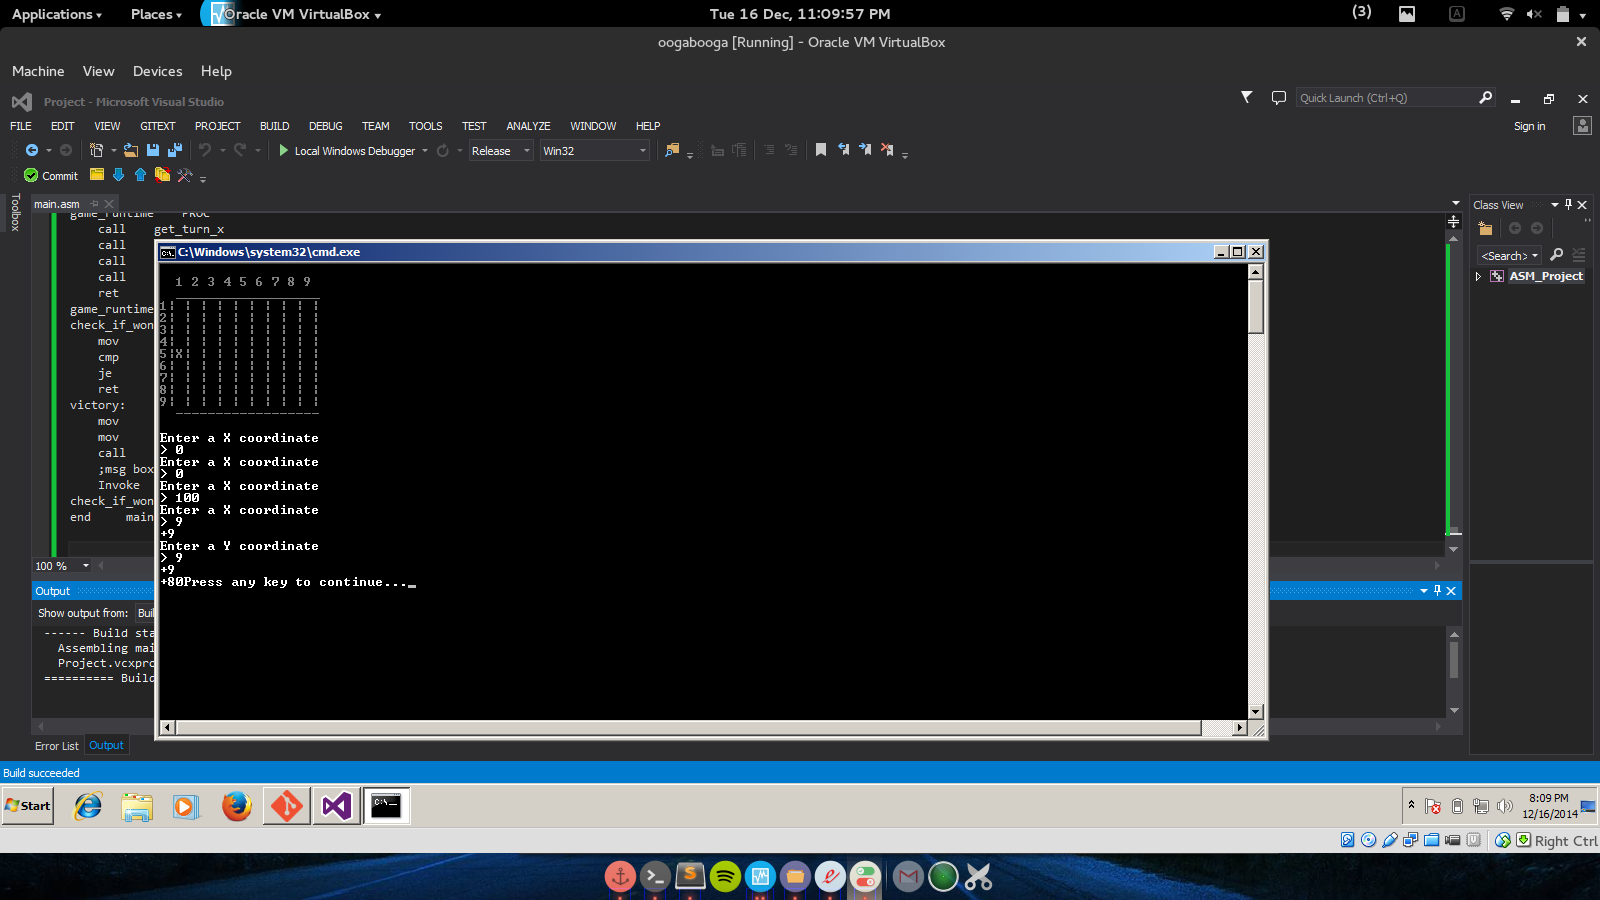 Applications Places Oracle VM VirtualBox Tue 16 Dec, 11:09:57 PM (3) A
oogabooga [Running] - Oracle VM VirtualBox
Machine View Devices Help
Project - Microsoft Visual Studio Quick Launch (Ctrl+Q)
FILE EDIT VIEW GITEXT PROJECT BUILD DEBUG TEAM TOOLS TEST ANALYZE WINDOW HELP Sign in
Local Windows Debugger Release Win32
Commit
Toolbox
main.asm
game_runtime PROC
call get_turn_x
call
call
call
ret
game_runtime
check_if_won
mov
cmp
je
ret
victory:
mov
mov
call
;msg box
Invoke
check_if_won
end main
100 %
C:\Windows\system32\cmd.exe
1 2 3 4 5 6 7 8 9
__________________
1¦ ¦ ¦ ¦ ¦ ¦ ¦ ¦ ¦ ¦
2¦ ¦ ¦ ¦ ¦ ¦ ¦ ¦ ¦ ¦
3¦ ¦ ¦ ¦ ¦ ¦ ¦ ¦ ¦ ¦
4¦ ¦ ¦ ¦ ¦ ¦ ¦ ¦ ¦ ¦
5¦X¦ ¦ ¦ ¦ ¦ ¦ ¦ ¦ ¦
6¦ ¦ ¦ ¦ ¦ ¦ ¦ ¦ ¦ ¦
7¦ ¦ ¦ ¦ ¦ ¦ ¦ ¦ ¦ ¦
8¦ ¦ ¦ ¦ ¦ ¦ ¦ ¦ ¦ ¦
9¦ ¦ ¦ ¦ ¦ ¦ ¦ ¦ ¦ ¦
------------------
Enter a X coordinate
> 0
Enter a X coordinate
> 0
Enter a X coordinate
> 100
Enter a X coordinate
> 9
+9
Enter a Y coordinate
> 9
+9
+80Press any key to continue..._
Class View
<Search>
ASM_Project
Output
Show output from: Buil
------ Build sta
Assembling mai
Project.vcxpro
========== Build
Error List Output
Build succeeded
Start 8:09 PM
12/16/2014
Right Ctrl